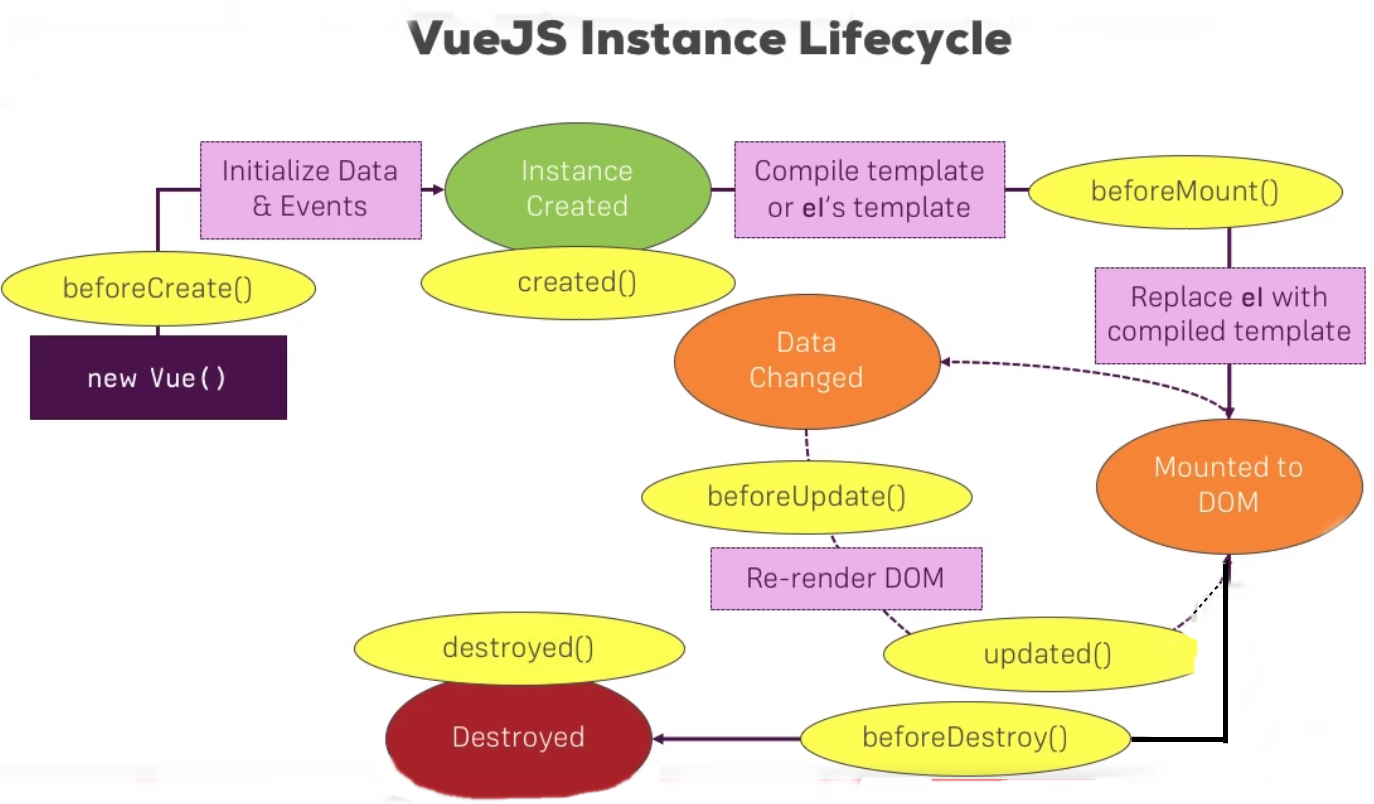 VueJS Instance Lifecycle
Initialize Data
& Events
Instance
Created
Compile template
or el's template
beforeMount()
beforeCreate()
created()
Replace el with
compiled template
new Vue()
Data
Changed
Mounted to
DOM
beforeUpdate()
Re-render DOM
destroyed()
updated()
Destroyed
beforeDestroy()